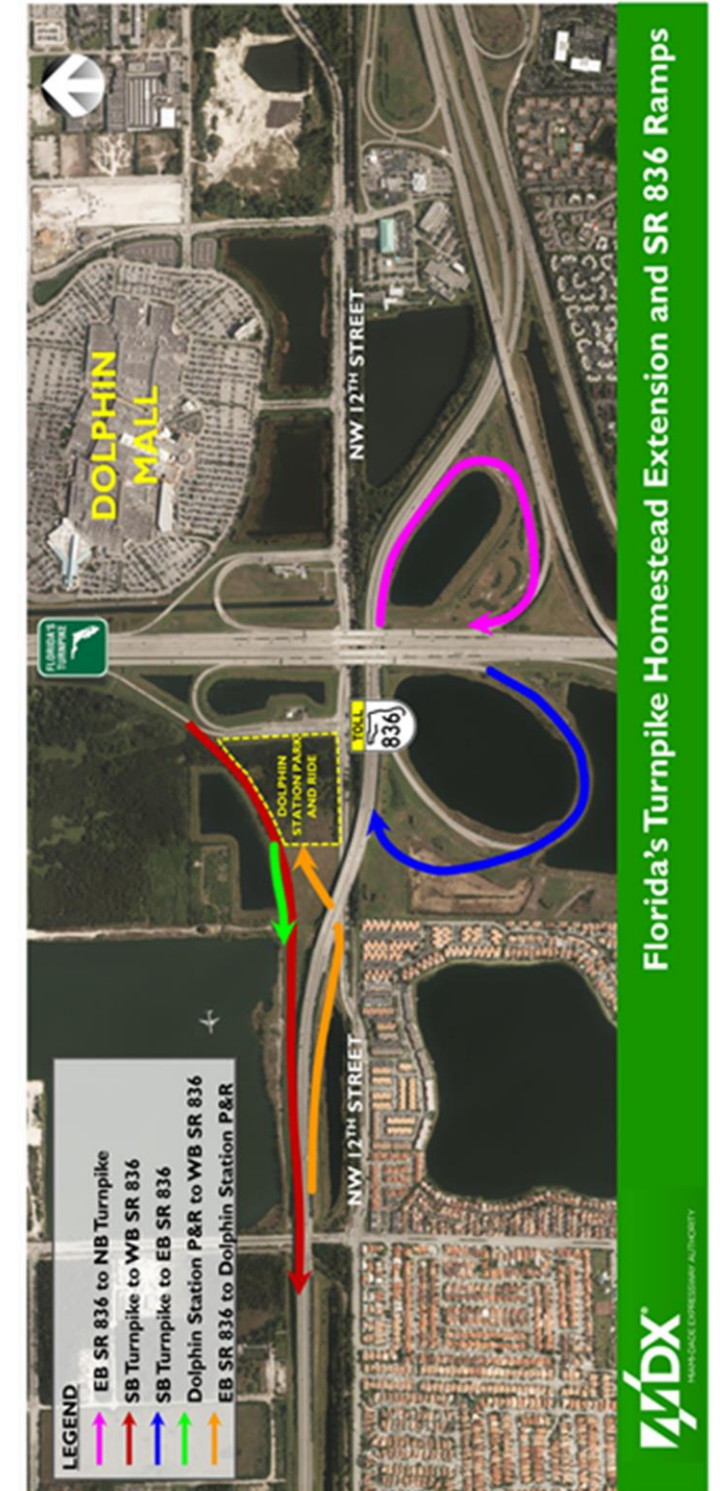 LEGEND
EB SR 836 to NB Turnpike
SB Turnpike to WB SR 836
SB Turnpike to EB SR 836
Dolphin Station P&R to WB SR 836
EB SR 836 to Dolphin Station P&R
FLORIDA'S
TURNPIKE
DOLPHIN
MALL
DOLPHIN
STATION PARK
AND RIDE
TOLL
836
NW 12TH STREET
NW 12TH STREET
MDX
MIAMI-DADE EXPRESSWAY AUTHORITY
Florida's Turnpike Homestead Extension and SR 836 Ramps